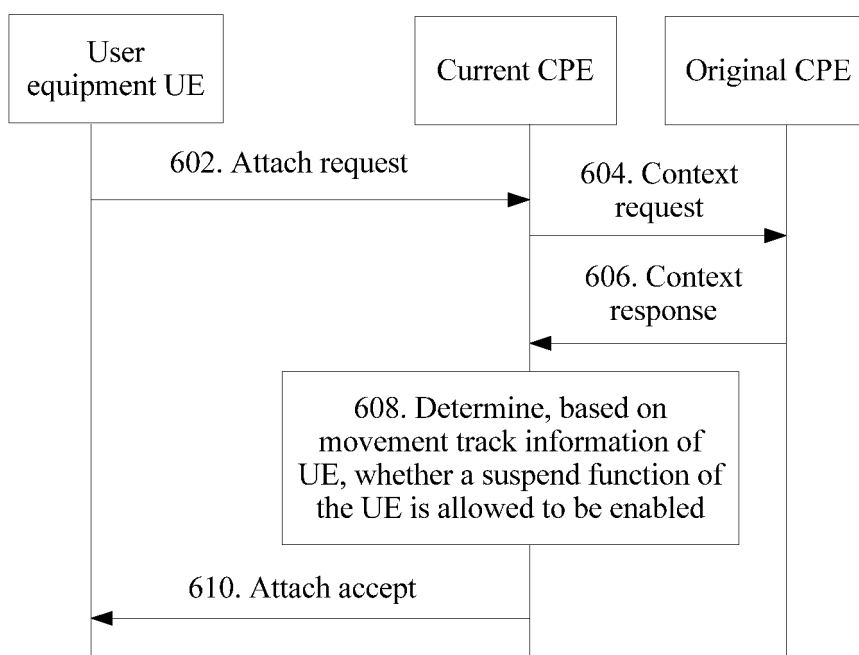 User
equipment UE
Current CPE
Original CPE
602. Attach request
604. Context
request
606. Context
response
608. Determine, based on
movement track information of
UE, whether a suspend function of
the UE is allowed to be enabled
610. Attach accept